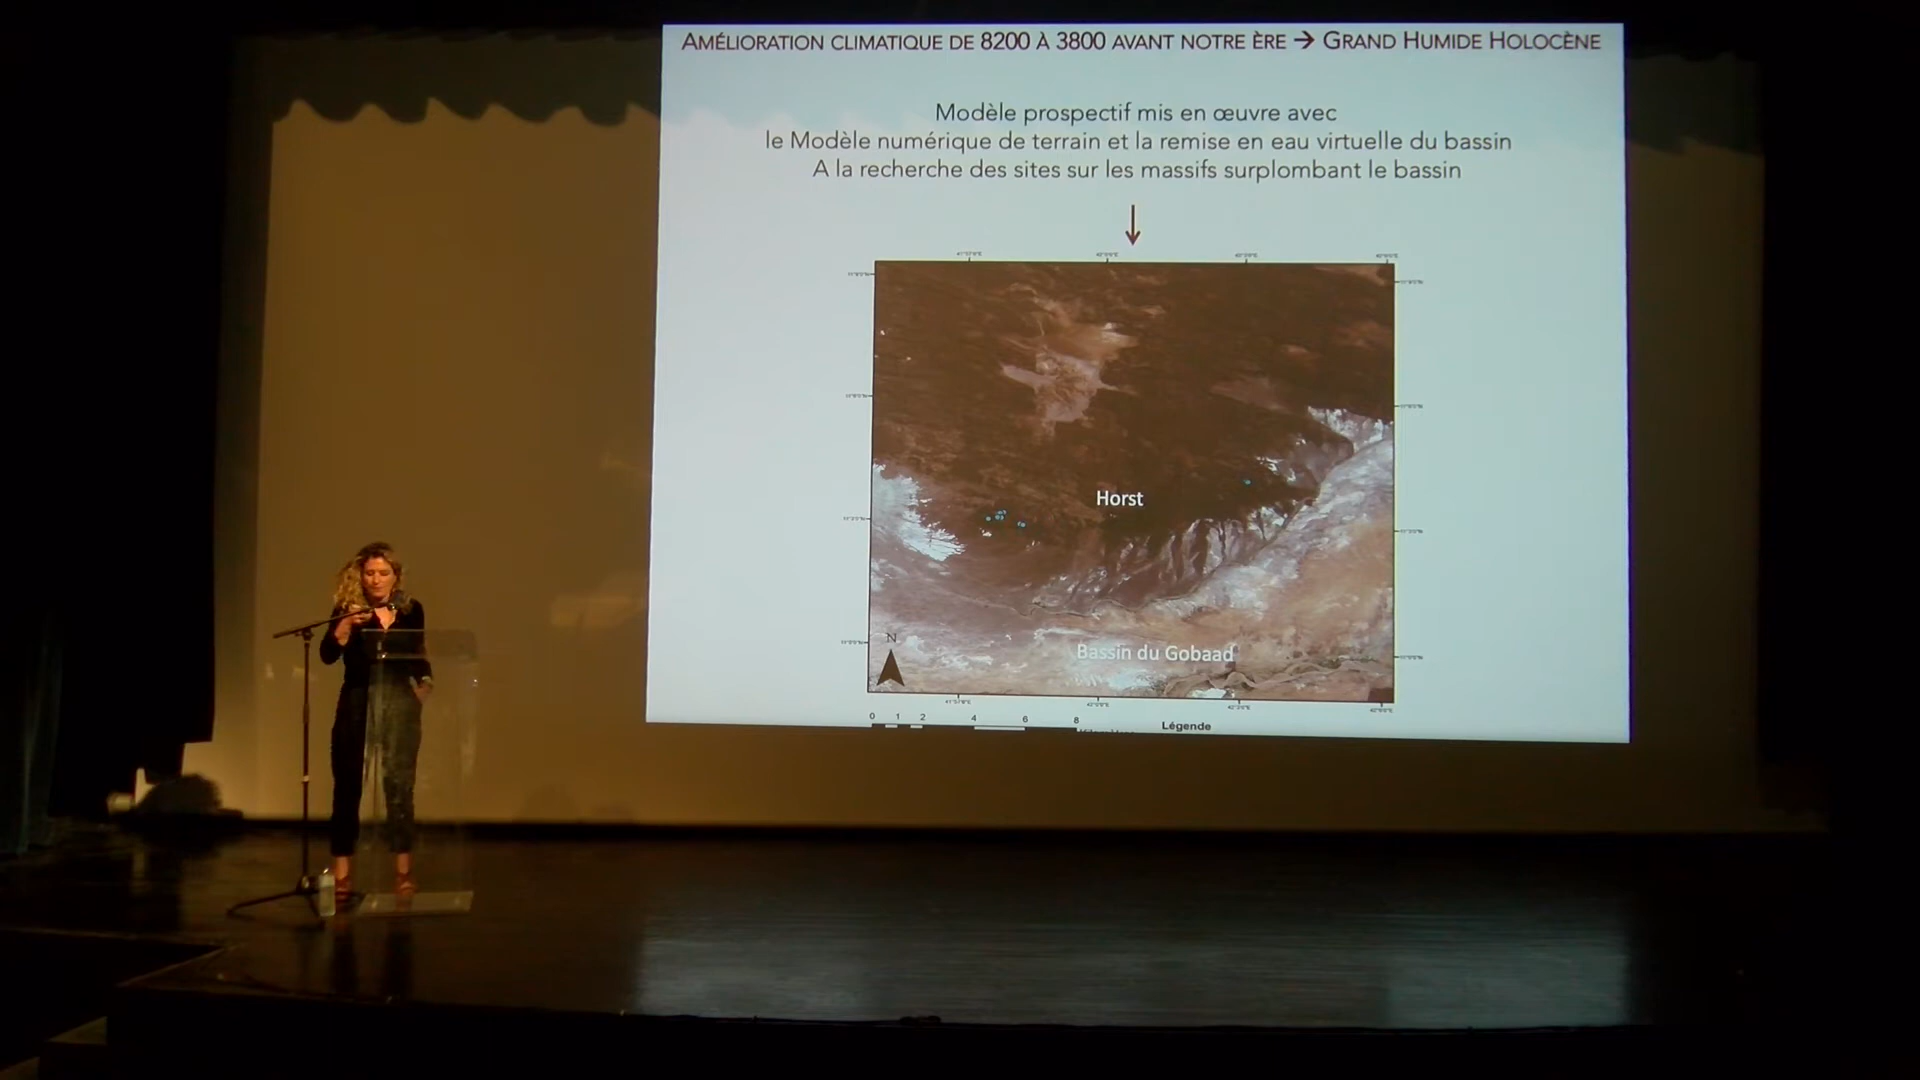 AMÉLIORATION CLIMATIQUE DE 8200 À 3800 AVANT NOTRE ÈRE → GRAND HUMIDE HOLOCÈNE
Modèle prospectif mis en œuvre avec
le Modèle numérique de terrain et la remise en eau virtuelle du bassin
A la recherche des sites sur les massifs surplombant le bassin
Horst
N
Bassin du Gobaad
0 1 2 4 6 8
Légende